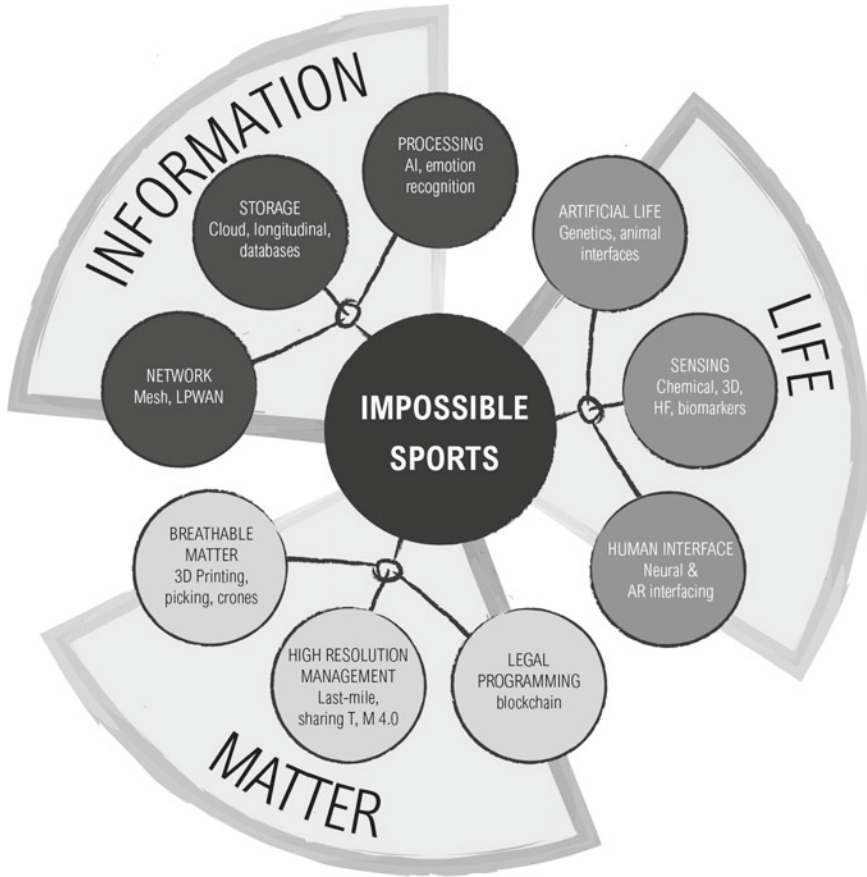 INFORMATION
PROCESSING
AI, emotion
recognition
STORAGE
Cloud, longitudinal,
databases
NETWORK
Mesh, LPWAN
IMPOSSIBLE
SPORTS
LIFE
ARTIFICIAL LIFE
Genetics, animal
interfaces
SENSING
Chemical, 3D,
HF, biomarkers
HUMAN INTERFACE
Neural &
AR interfacing
BREATHABLE
MATTER
3D Printing,
picking, crones
HIGH RESOLUTION
MANAGEMENT
Last-mile,
sharing T, M 4.0
LEGAL
PROGRAMMING
blockchain
MATTER